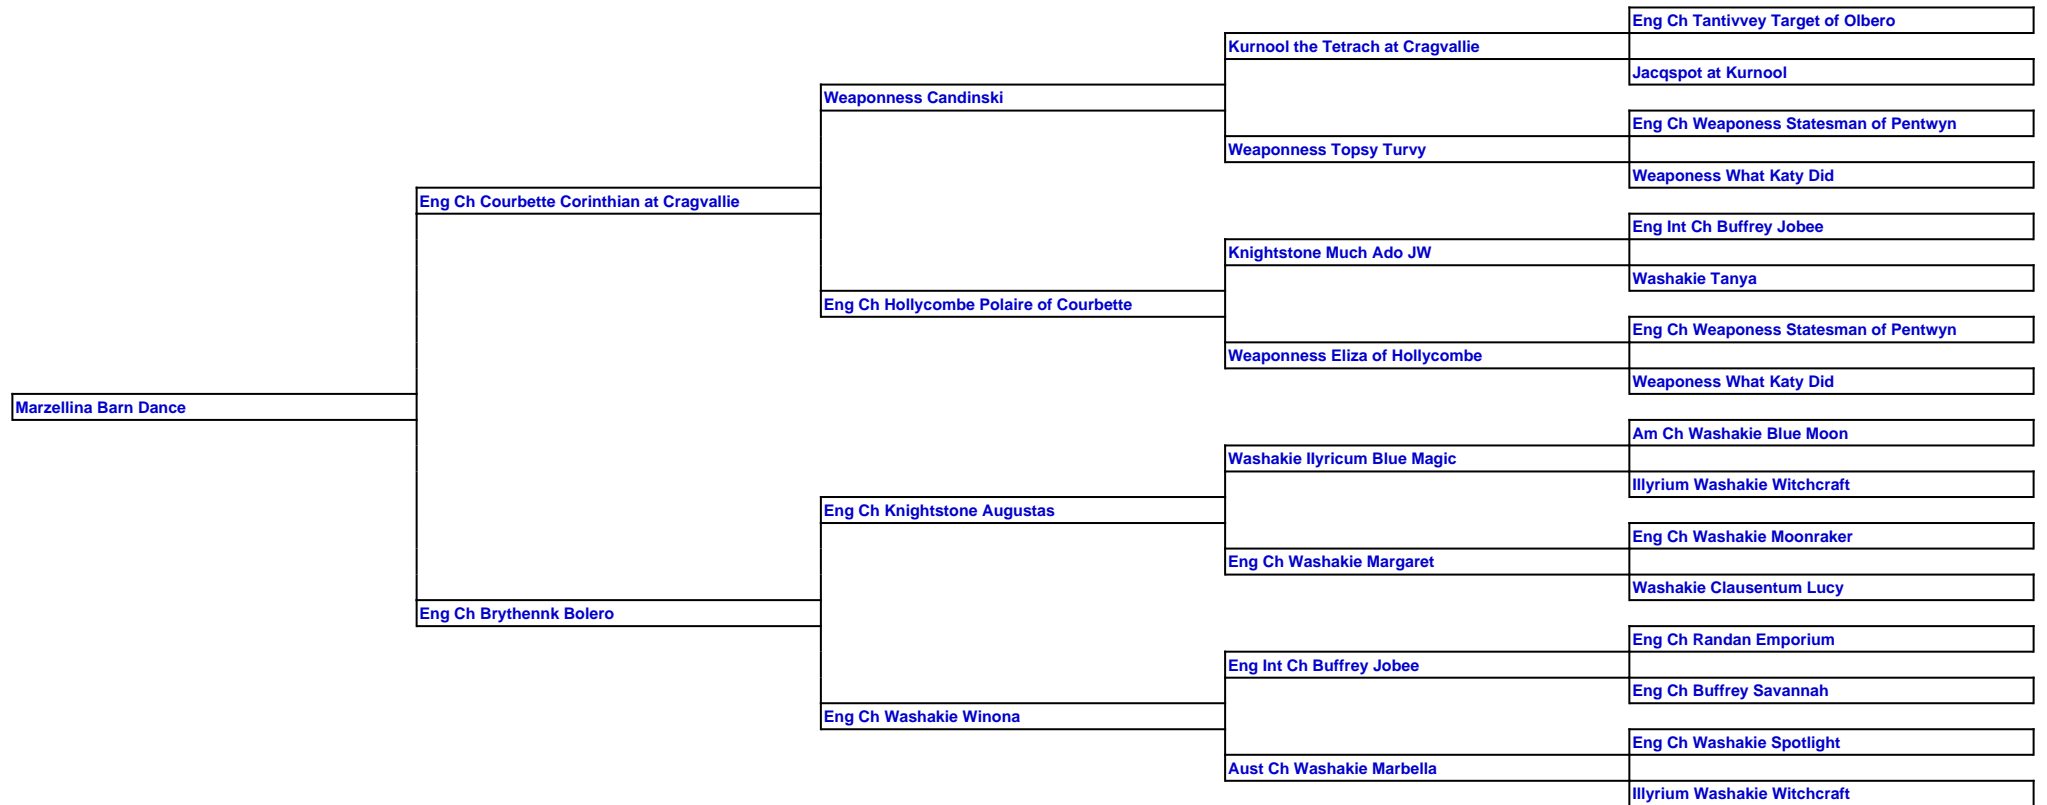 Eng Ch Tantivvey Target of Olbero
Kurnool the Tetrach at Cragvallie
Jacqspot at Kurnool
Weaponness Candinski
Eng Ch Weaponess Statesman of Pentwyn
Weaponness Topsy Turvy
Weaponess What Katy Did
Eng Ch Courbette Corinthian at Cragvallie
Eng Int Ch Buffrey Jobee
Knightstone Much Ado JW
Washakie Tanya
Eng Ch Hollycombe Polaire of Courbette
Eng Ch Weaponess Statesman of Pentwyn
Weaponness Eliza of Hollycombe
Weaponess What Katy Did
Marzellina Barn Dance
Am Ch Washakie Blue Moon
Washakie Ilyricum Blue Magic
Illyrium Washakie Witchcraft
Eng Ch Knightstone Augustas
Eng Ch Washakie Moonraker
Eng Ch Washakie Margaret
Washakie Clausentum Lucy
Eng Ch Brythennk Bolero
Eng Ch Randan Emporium
Eng Int Ch Buffrey Jobee
Eng Ch Buffrey Savannah
Eng Ch Washakie Winona
Eng Ch Washakie Spotlight
Aust Ch Washakie Marbella
Illyrium Washakie Witchcraft